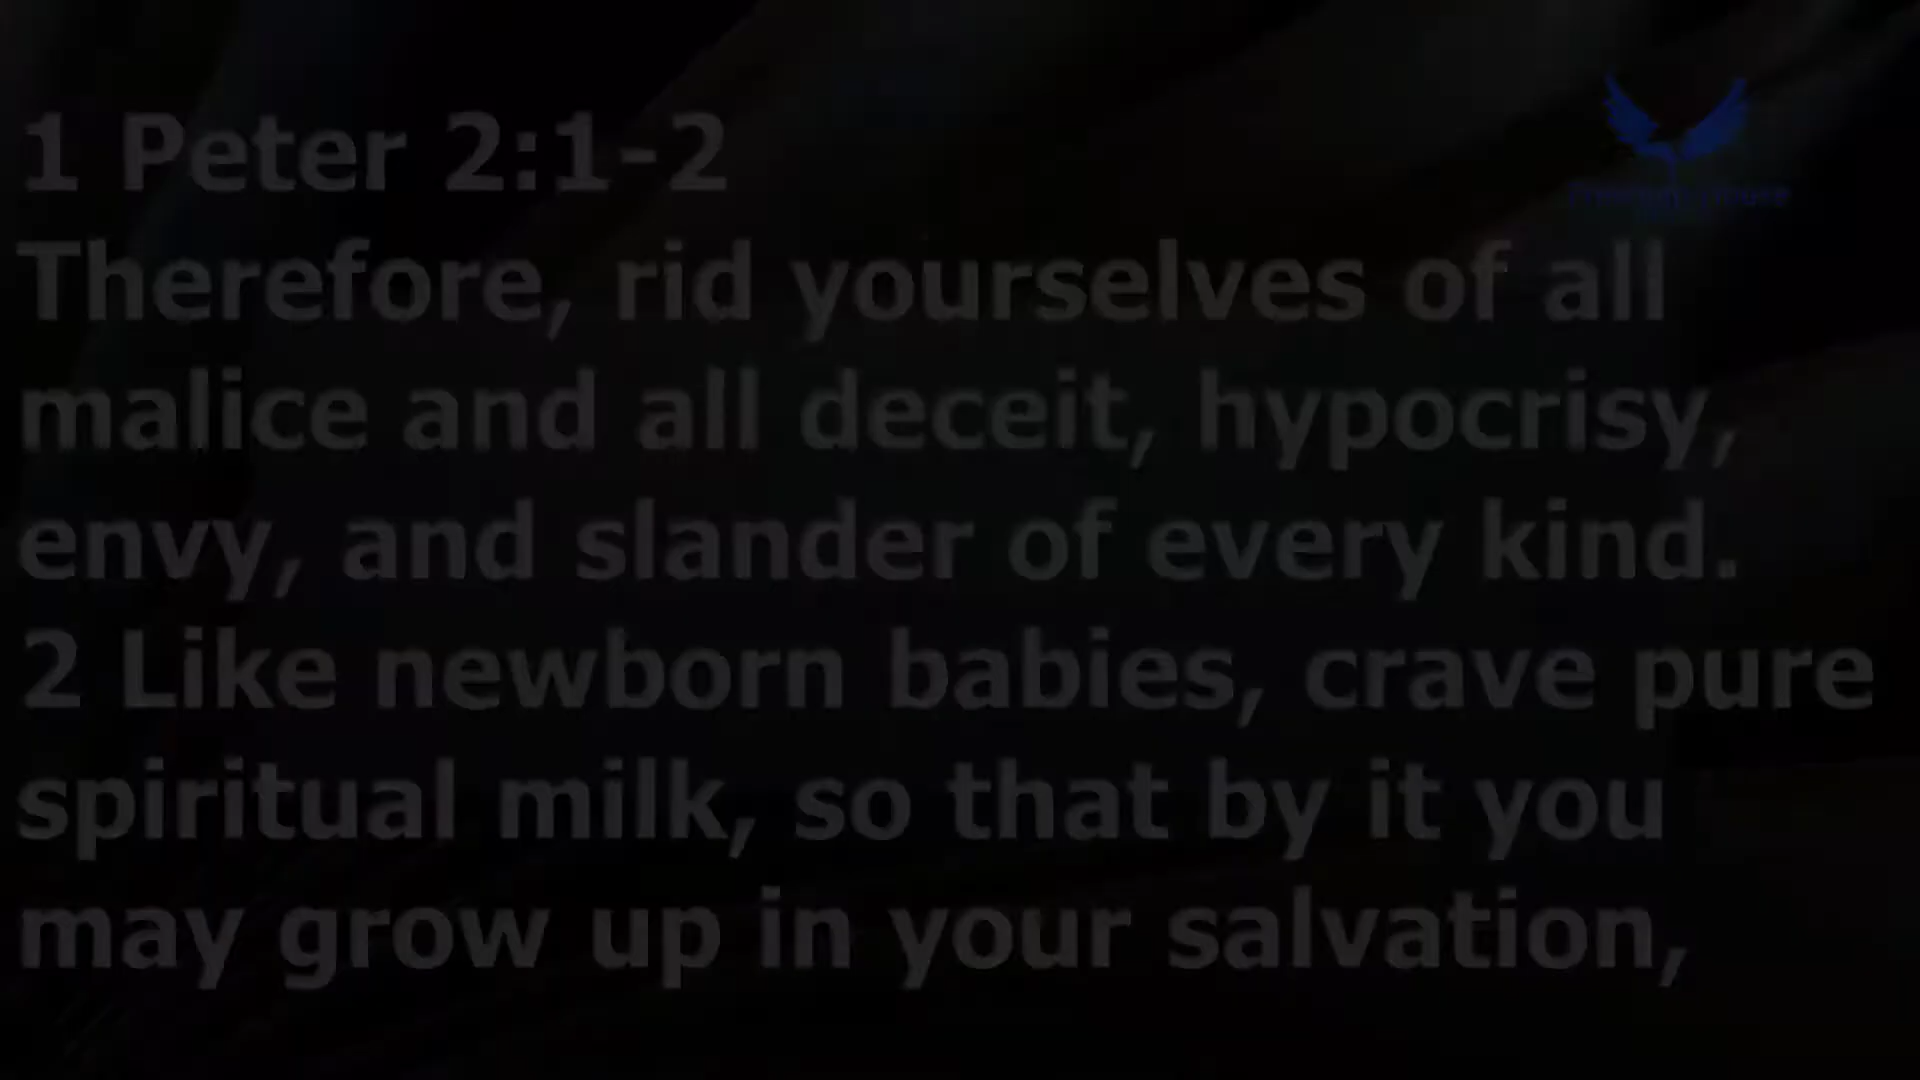 1 Peter 2:1-2
Therefore, rid yourselves of all
malice and all deceit, hypocrisy,
envy, and slander of every kind.
2 Like newborn babies, crave pure
spiritual milk, so that by it you
may grow up in your salvation,